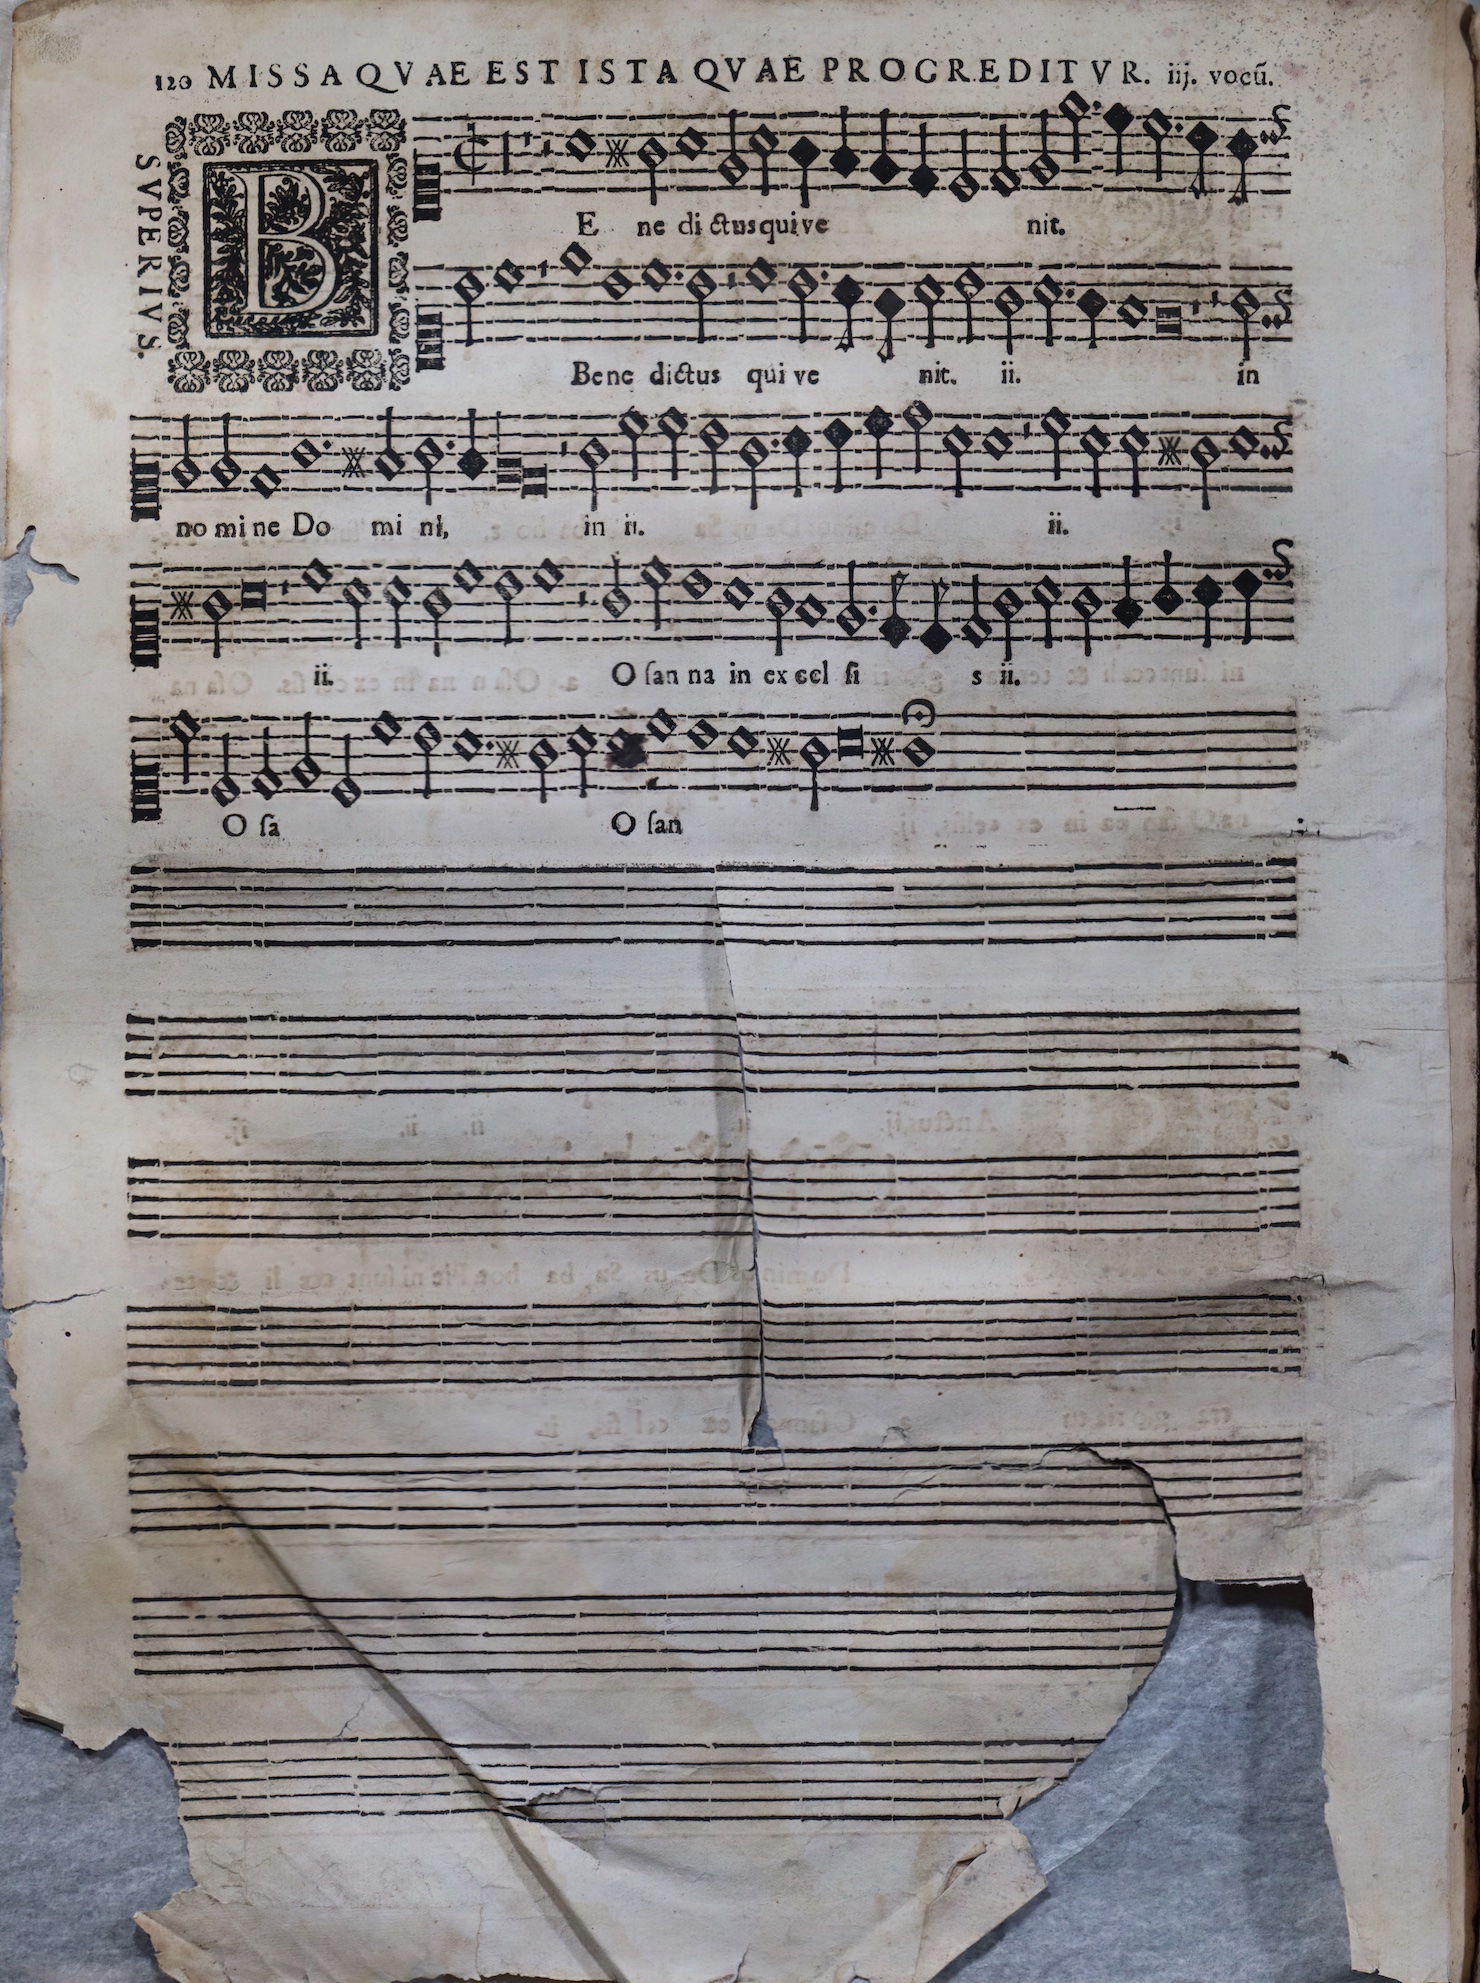 120 MISSA QVAE EST ISTA QVAE PROGREDITVR. iij. vocū.
SVPERIVS.
B
E ne di ctus qui ve nit.
Bene dictus qui ve nit. ii. in
no mi ne Do mi ni, in ii. ii.
ii. O ſan na in ex cel ſi s ii.
O ſa O ſan